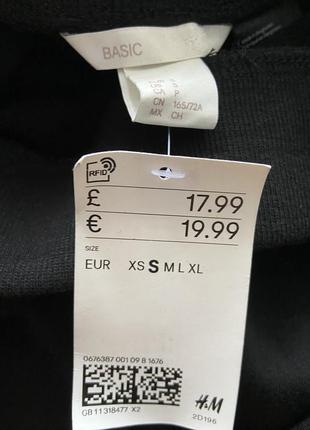 BASIC
CN 165/72A
MX CH
RFID
£ 17.99
€ 19.99
SIZE
EUR XS S M L XL
0676387 001 09 8 1676
GB11318477 X2
H&M
2D196